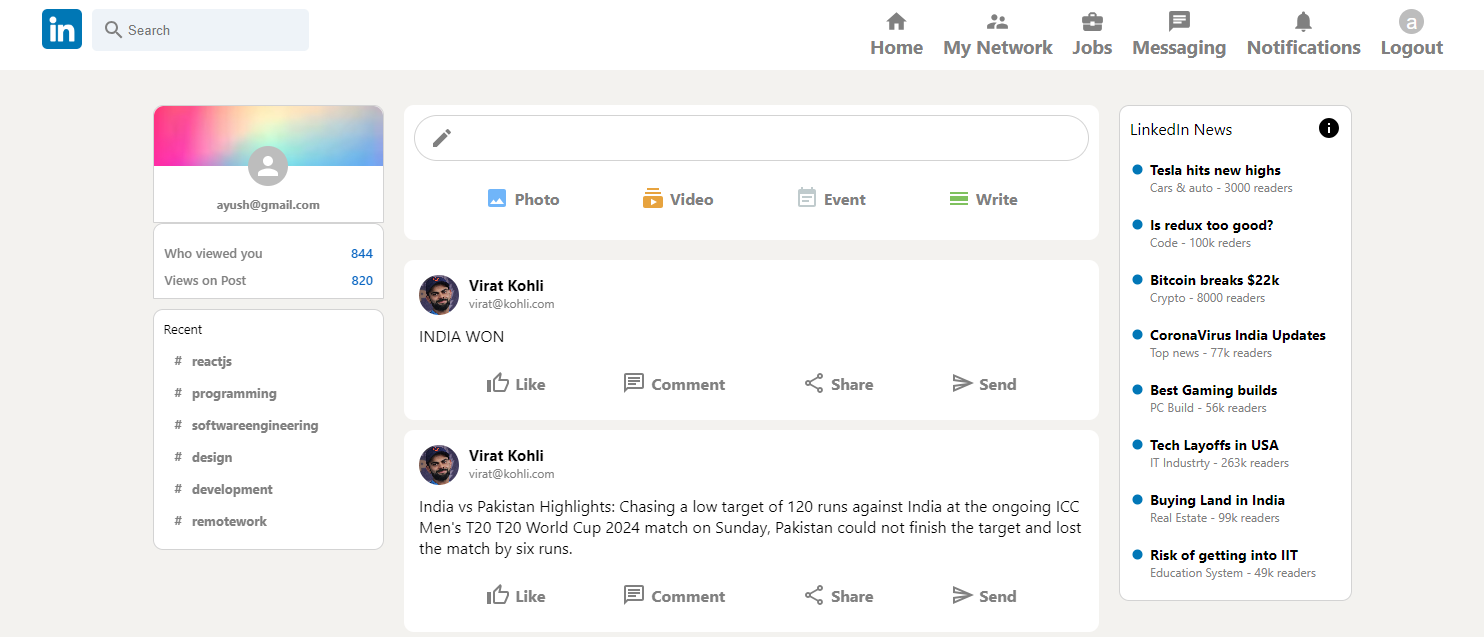 in
Search
Home
My Network
Jobs
Messaging
Notifications
a
Logout
ayush@gmail.com
Who viewed you 844
Views on Post 820
Recent
# reactjs
# programming
# softwareengineering
# design
# development
# remotework
Photo
Video
Event
Write
Virat Kohli
virat@kohli.com
INDIA WON
Like
Comment
Share
Send
Virat Kohli
virat@kohli.com
India vs Pakistan Highlights: Chasing a low target of 120 runs against India at the ongoing ICC
Men's T20 T20 World Cup 2024 match on Sunday, Pakistan could not finish the target and lost
the match by six runs.
Like
Comment
Share
Send
LinkedIn News
Tesla hits new highs
Cars & auto - 3000 readers
Is redux too good?
Code - 100k reders
Bitcoin breaks $22k
Crypto - 8000 readers
CoronaVirus India Updates
Top news - 77k readers
Best Gaming builds
PC Build - 56k readers
Tech Layoffs in USA
IT Industrty - 263k readers
Buying Land in India
Real Estate - 99k readers
Risk of getting into IIT
Education System - 49k readers